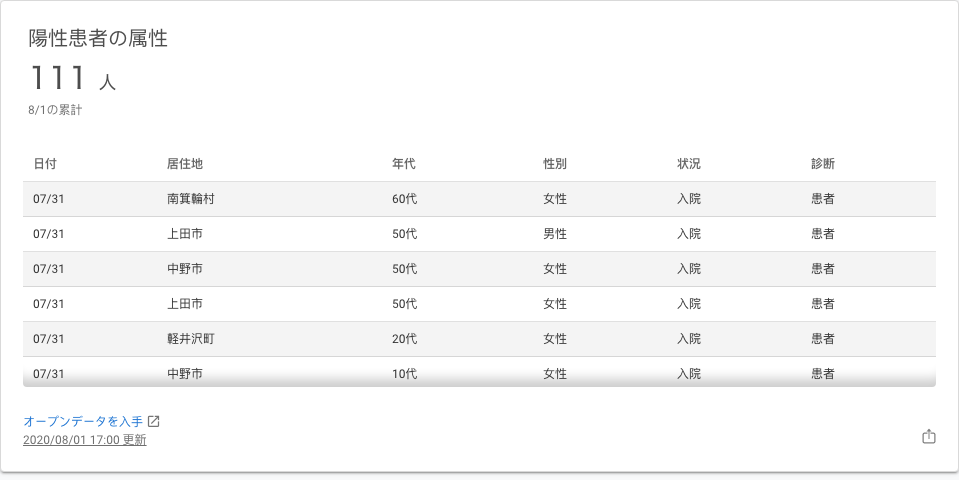 陽性患者の属性
111 人
8/1の累計
日付 居住地 年代 性別 状況 診断
07/31 南箕輪村 60代 女性 入院 患者
07/31 上田市 50代 男性 入院 患者
07/31 中野市 50代 女性 入院 患者
07/31 上田市 50代 女性 入院 患者
07/31 軽井沢町 20代 女性 入院 患者
07/31 中野市 10代 女性 入院 患者
オープンデータを入手
2020/08/01 17:00 更新